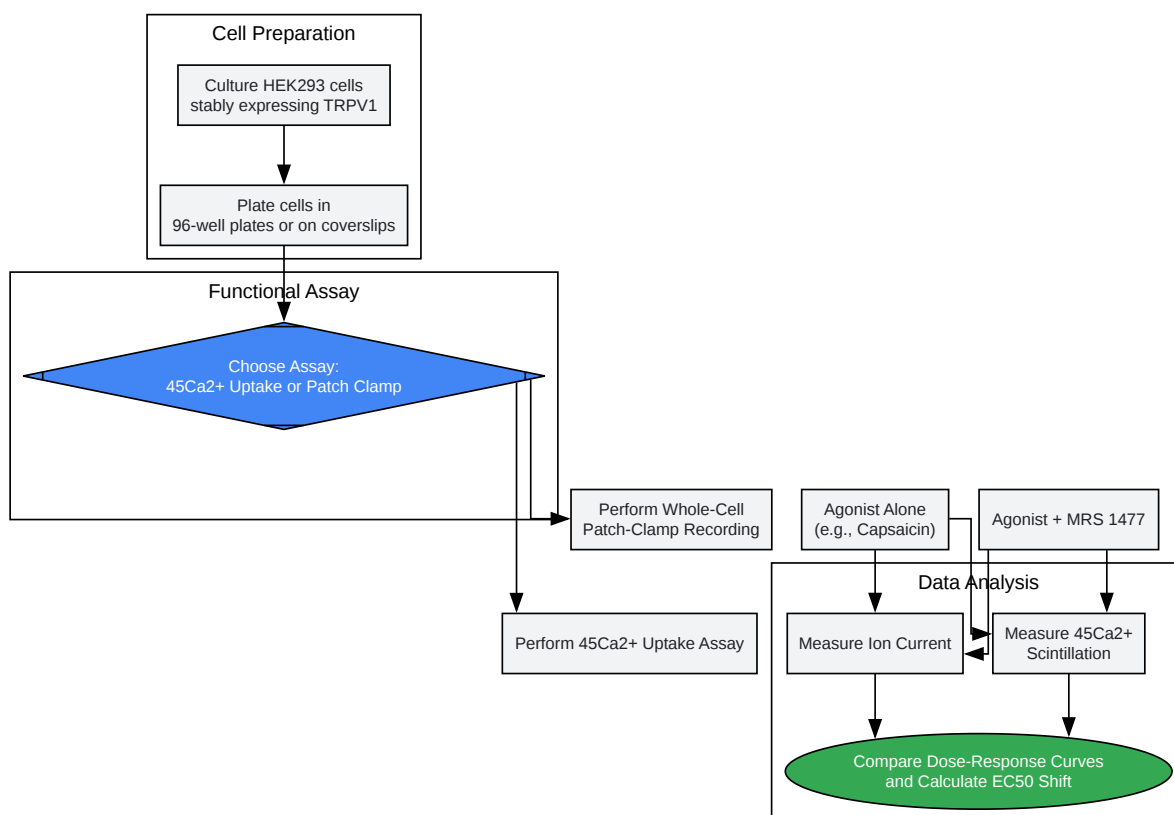 Cell Preparation
Culture HEK293 cells
stably expressing TRPV1
Plate cells in
96-well plates or on coverslips
Functional Assay
Choose Assay:
45Ca2+ Uptake or Patch Clamp
Perform Whole-Cell
Patch-Clamp Recording
Agonist Alone
(e.g., Capsaicin)
Agonist + MRS 1477
Data Analysis
Perform 45Ca2+ Uptake Assay
Measure Ion Current
Measure 45Ca2+
Scintillation
Compare Dose-Response Curves
and Calculate EC50 Shift